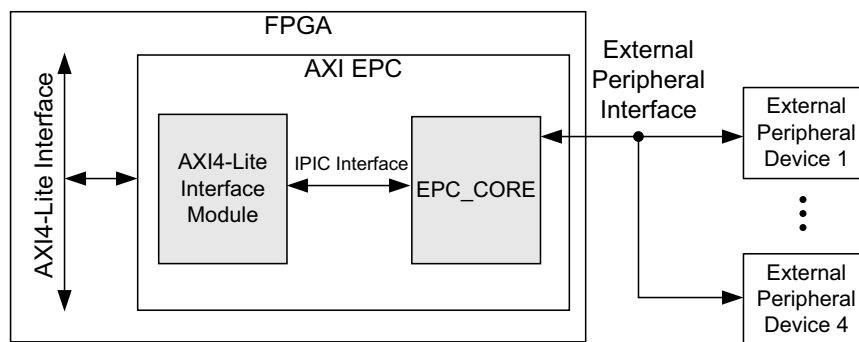 FPGA
AXI EPC
AXI4-Lite Interface
AXI4-Lite
Interface
Module
IPIC Interface
EPC_CORE
External
Peripheral
Interface
External
Peripheral
Device 1
External
Peripheral
Device 4